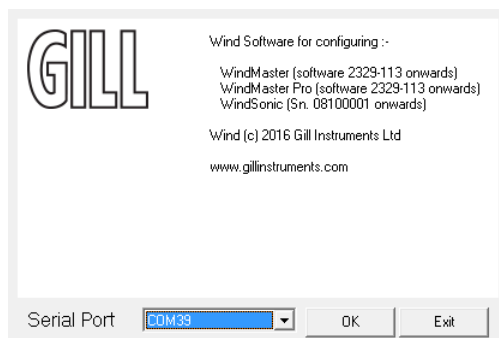 GILL
Wind Software for configuring :-
WindMaster (software 2329-113 onwards)
WindMaster Pro (software 2329-113 onwards)
WindSonic (Sn. 08100001 onwards)
Wind (c) 2016 Gill Instruments Ltd
www.gillinstruments.com
Serial Port COM39 OK Exit